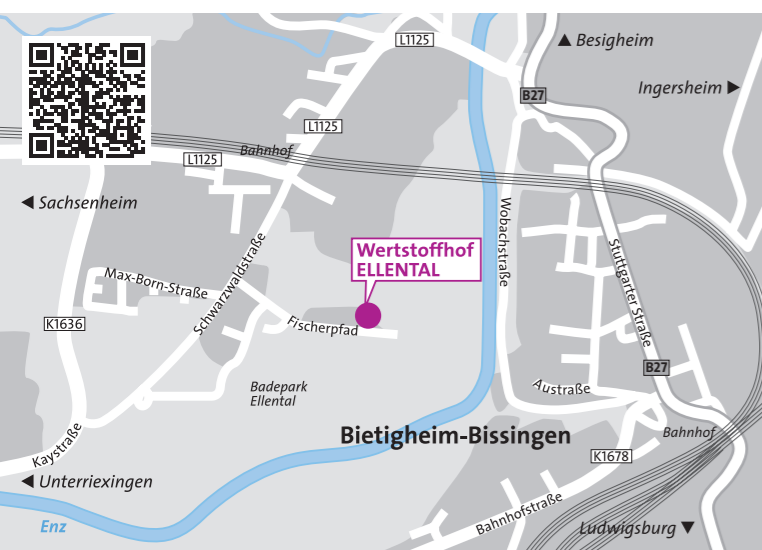 L1125
▲ Besigheim
Ingersheim ▶
B27
L1125
Bahnhof
L1125
◀ Sachsenheim
Wobachstraße
Wertstoffhof
ELLENTAL
Schwarzwaldstraße
Stuttgarter Straße
Max-Born-Straße
K1636
Fischerpfad
B27
Badepark
Ellental
Austraße
Bietigheim-Bissingen
Bahnhof
Kaystraße
K1678
◀ Unterriexingen
Bahnhofstraße
Enz
Ludwigsburg ▼